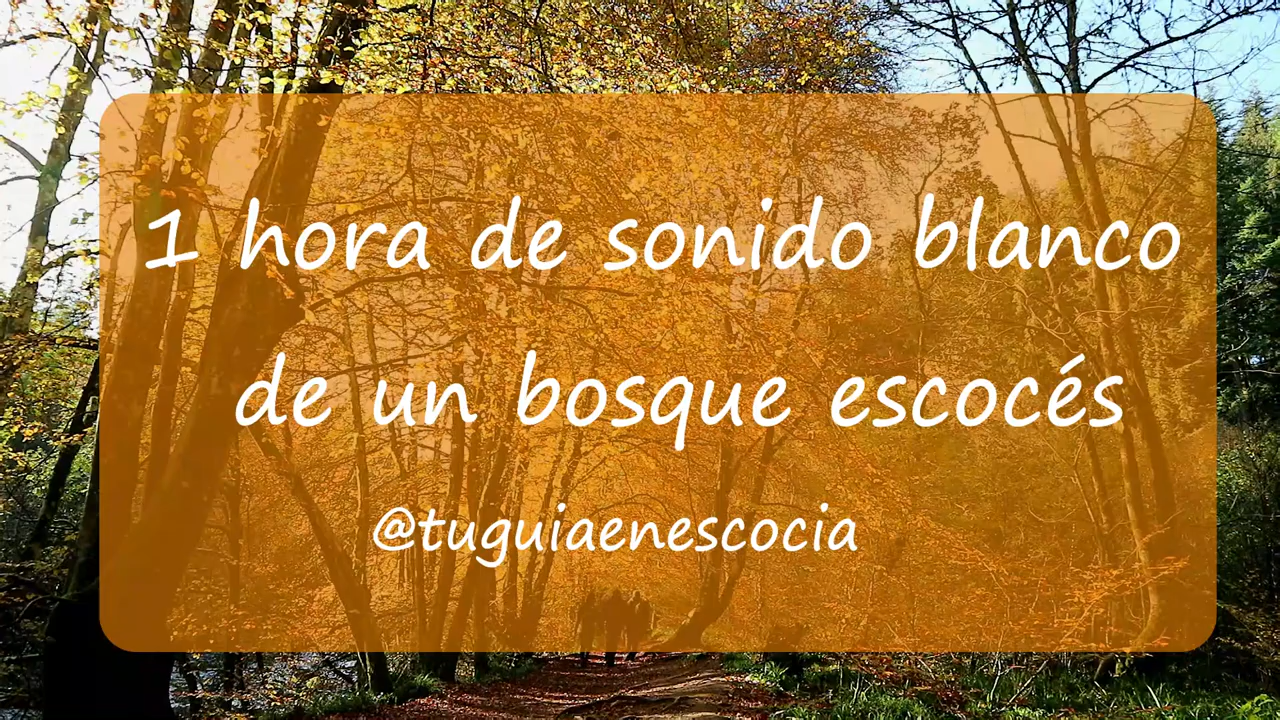 1 hora de sonido blanco
de un bosque escocés
@tuguiaenescocia